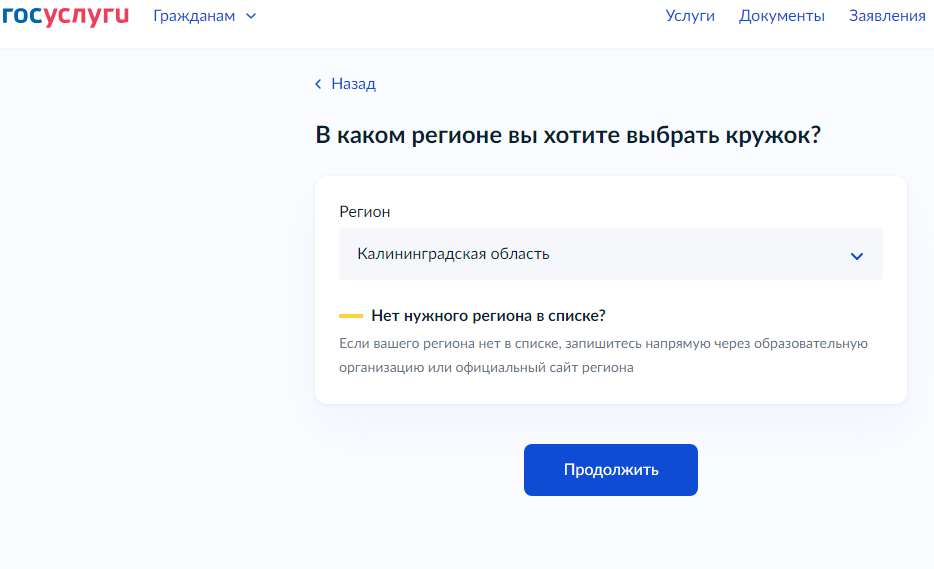 госуслуги Гражданам Услуги Документы Заявления
Назад
В каком регионе вы хотите выбрать кружок?
Регион
Калининградская область
Нет нужного региона в списке?
Если вашего региона нет в списке, запишитесь напрямую через образовательную
организацию или официальный сайт региона
Продолжить